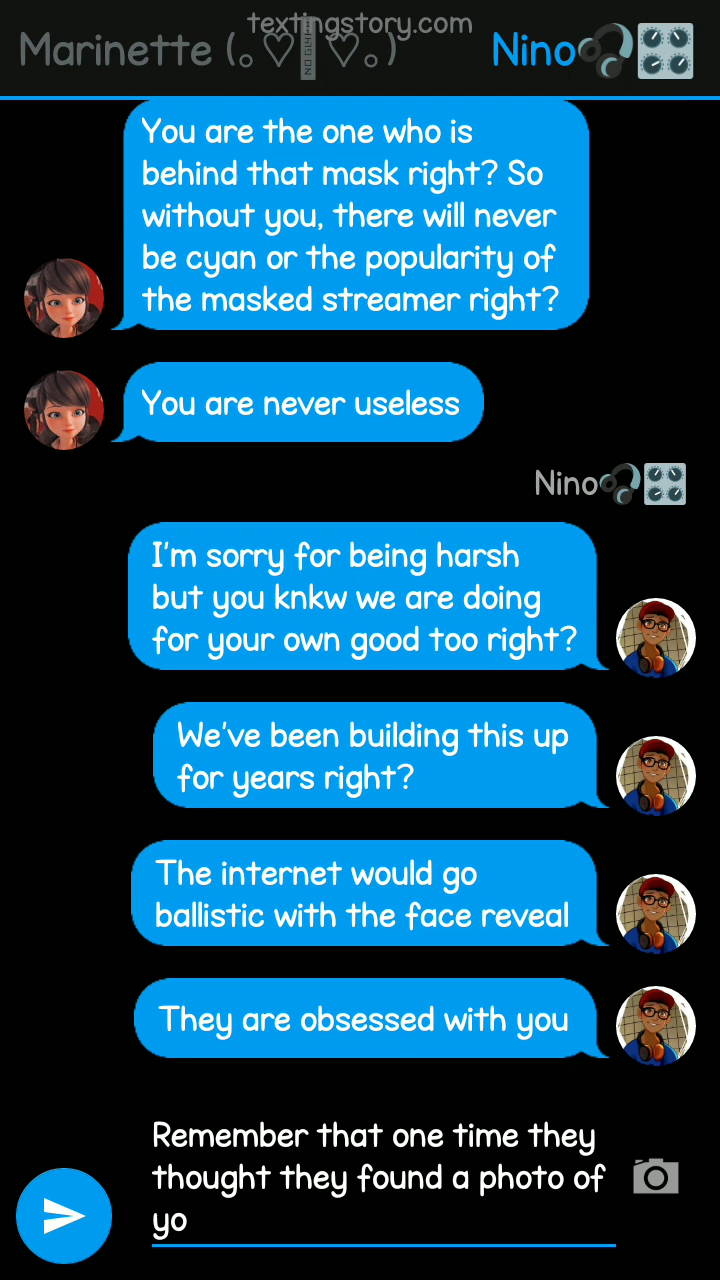 textingstory.com
Marinette (｡♡ NO GLYPH ♡｡) Nino🎧🎛
You are the one who is
behind that mask right? So
without you, there will never
be cyan or the popularity of
the masked streamer right?
You are never useless
Nino🎧🎛
I'm sorry for being harsh
but you knkw we are doing
for your own good too right?
We've been building this up
for years right?
The internet would go
ballistic with the face reveal
They are obsessed with you
Remember that one time they
thought they found a photo of
yo